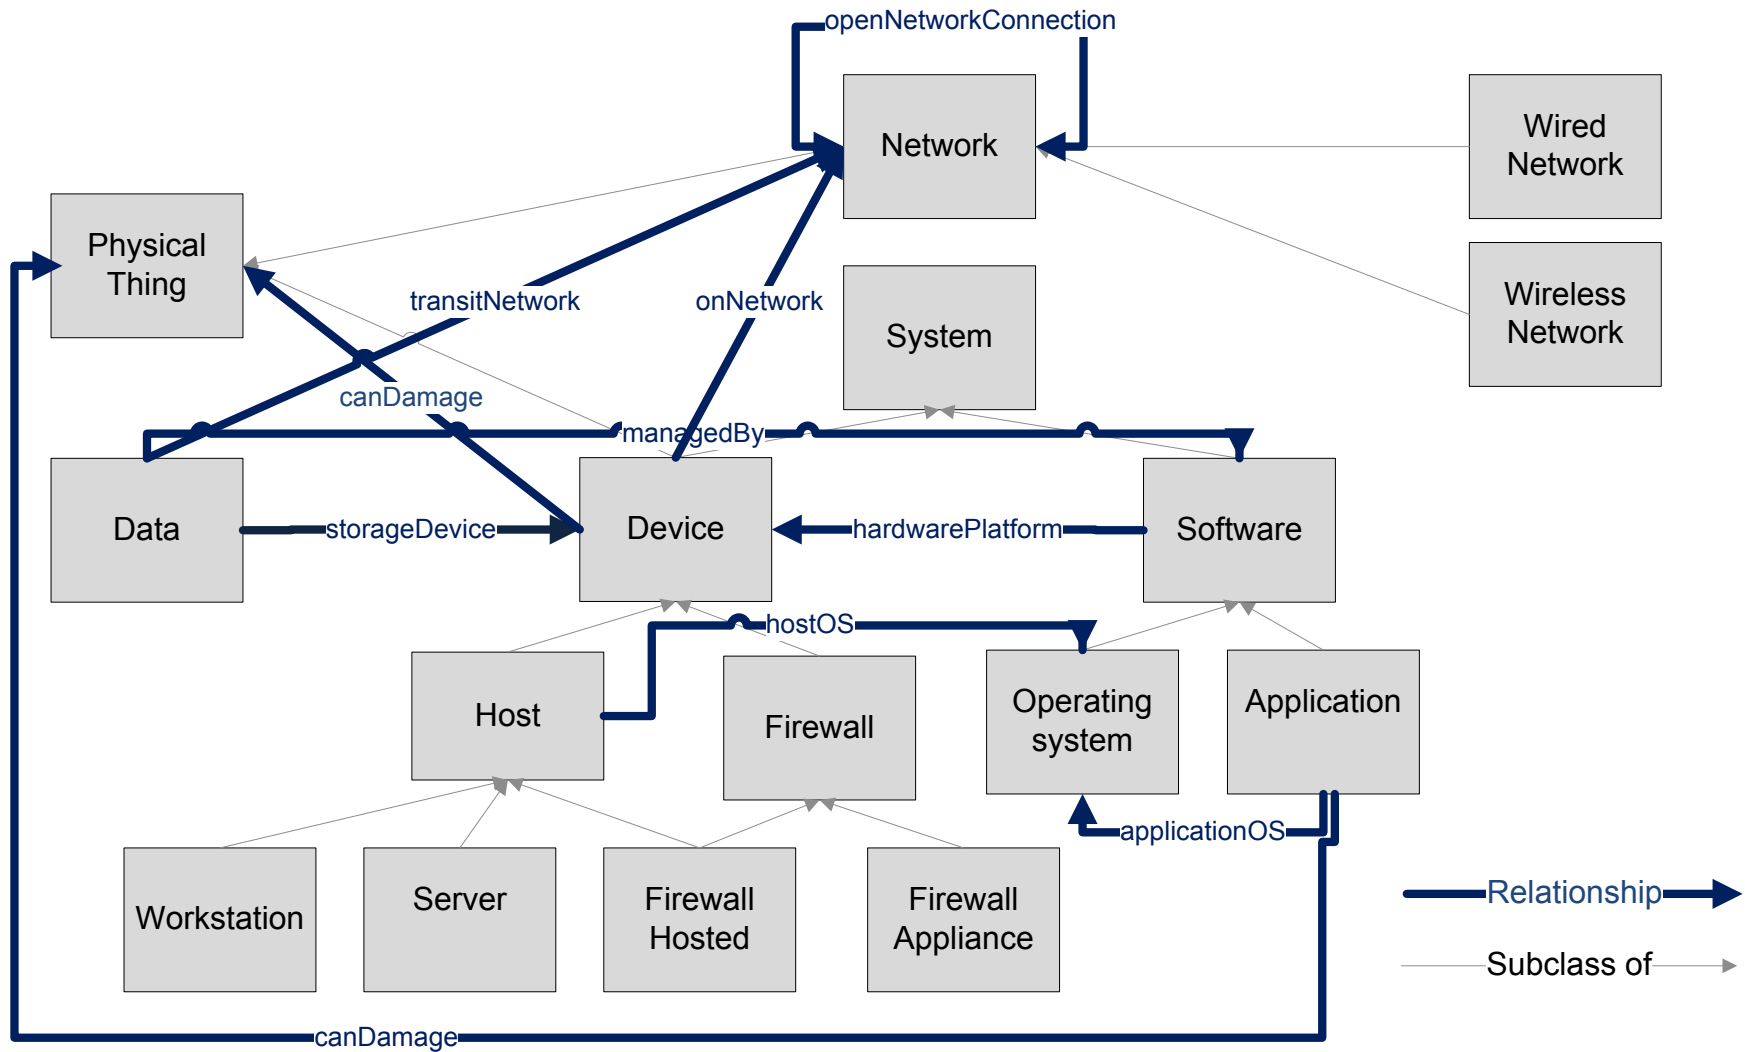 openNetworkConnection
Network
Wired
Network
Physical
Thing
Wireless
Network
transitNetwork
onNetwork
System
canDamage
managedBy
Data
storageDevice
Device
hardwarePlatform
Software
hostOS
Host
Firewall
Operating
system
Application
applicationOS
Workstation
Server
Firewall
Hosted
Firewall
Appliance
Relationship
Subclass of
canDamage